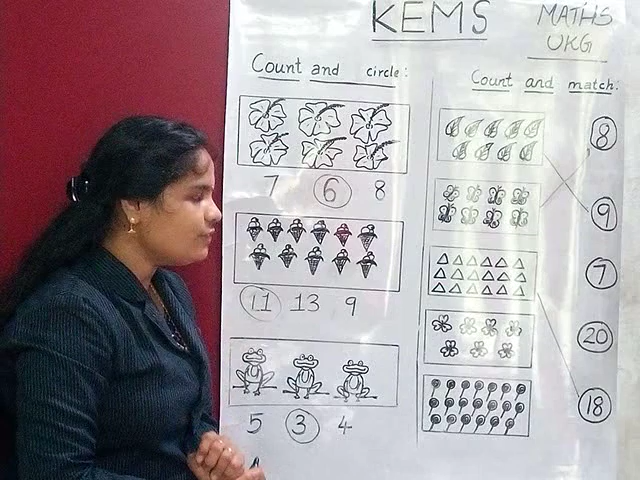 KEMS
MATHS
UKG
Count and circle:
7 6 8
11 13 9
5 3 4
Count and match:
8
9
7
20
18